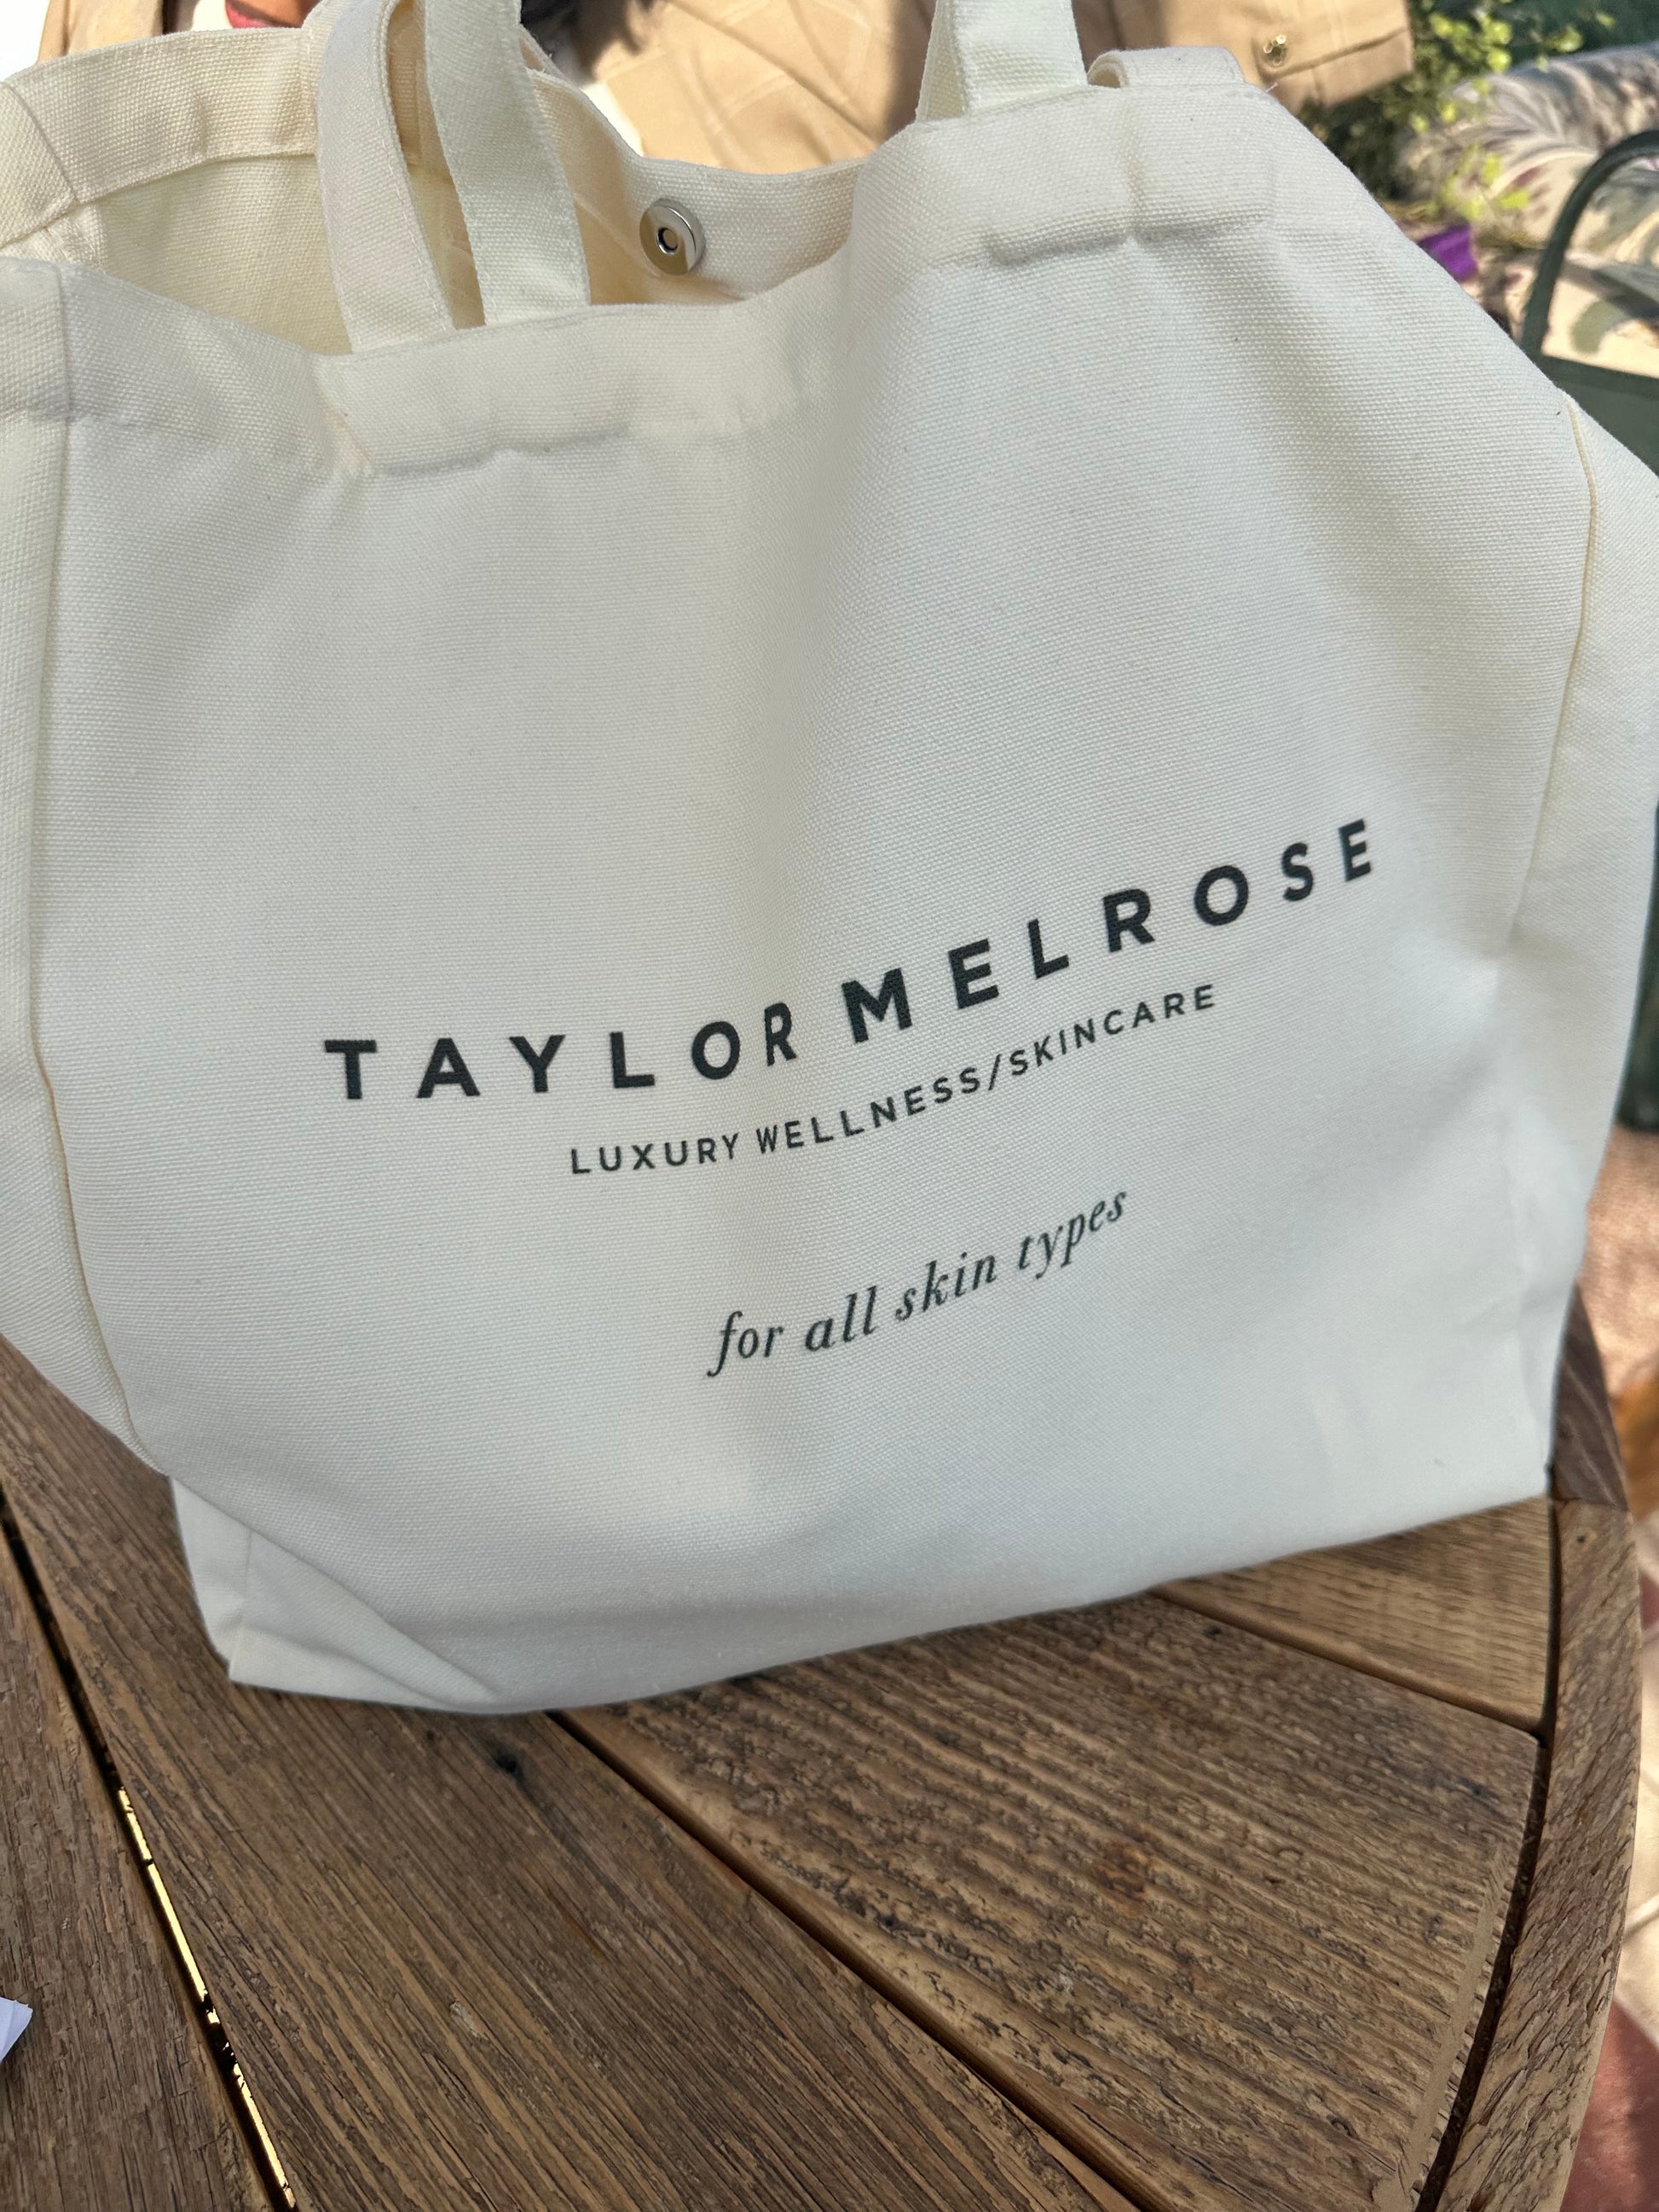 TAYLOR MELROSE
LUXURY WELLNESS/SKINCARE
for all skin types